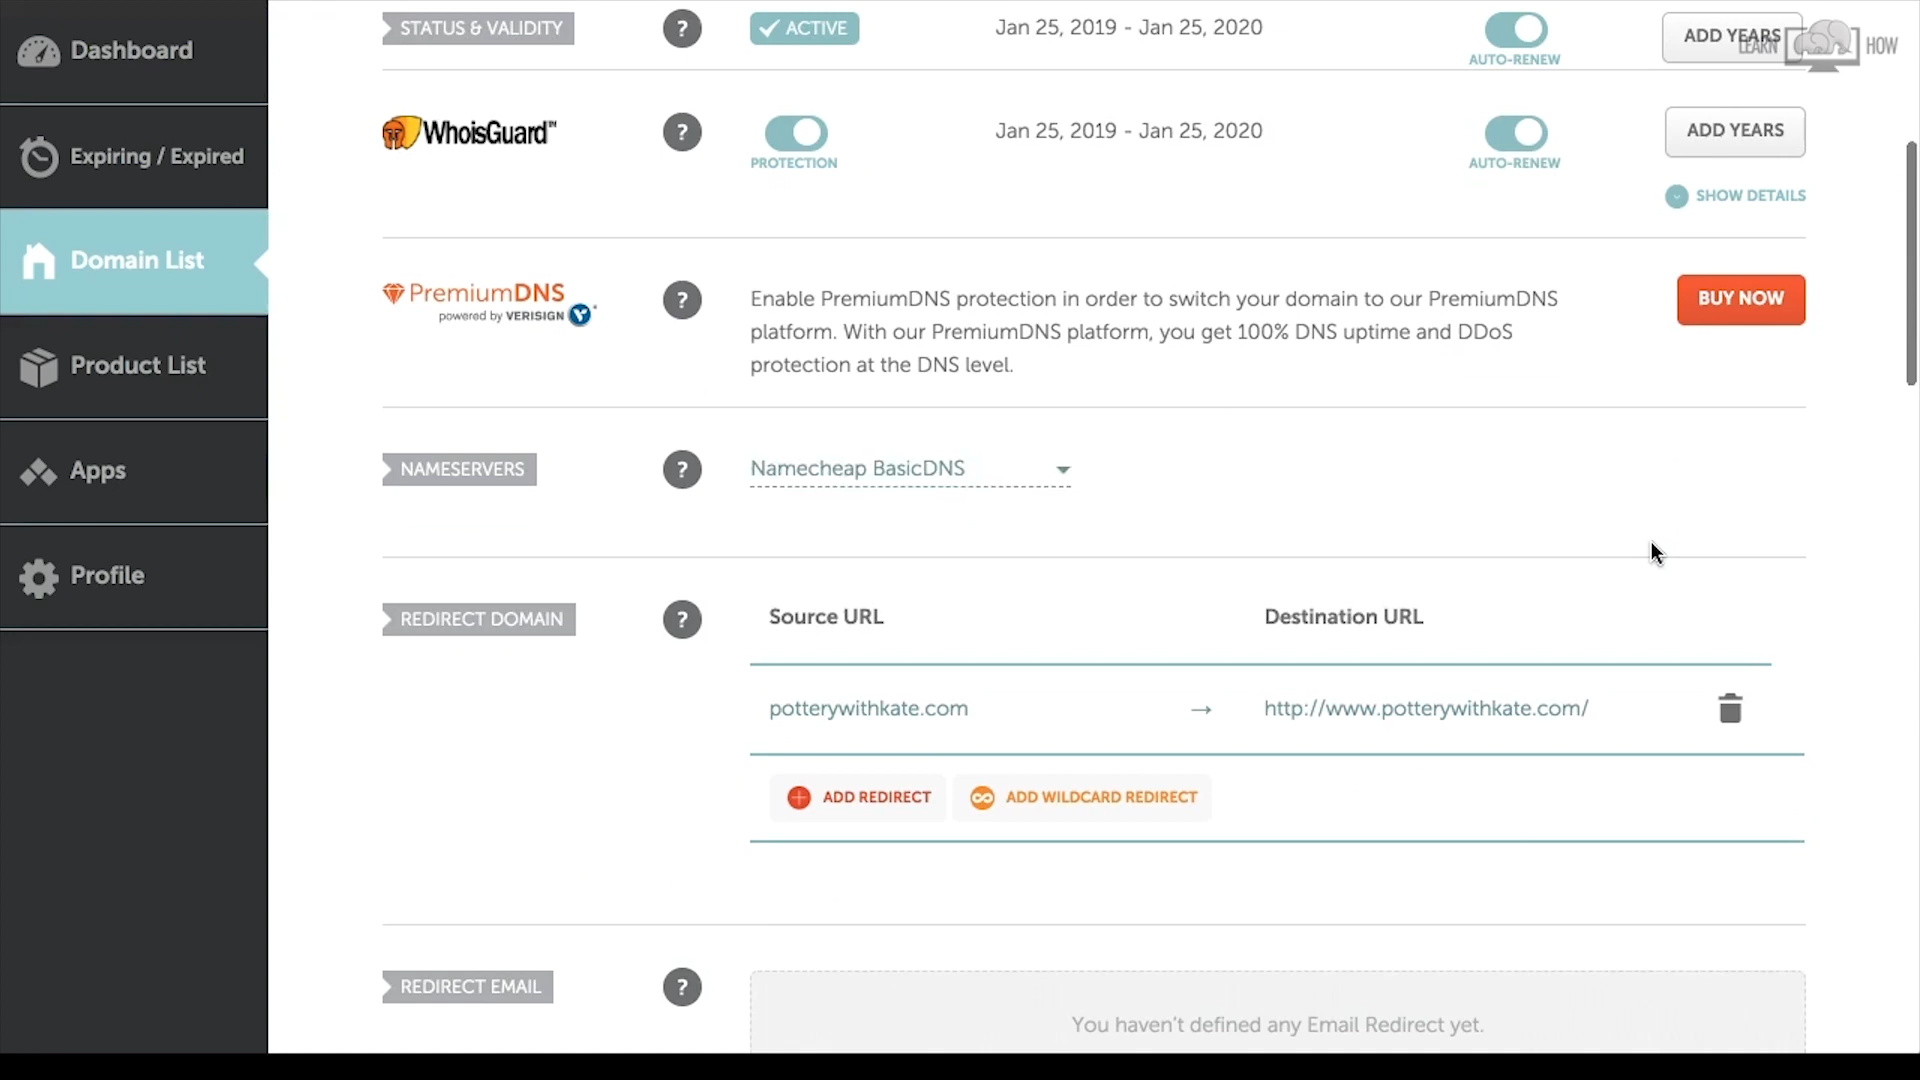 Dashboard
Expiring / Expired
Domain List
Product List
Apps
Profile
STATUS & VALIDITY
?
ACTIVE
Jan 25, 2019 - Jan 25, 2020
AUTO-RENEW
ADD YEARS
LEARN HOW
WhoisGuard™
?
PROTECTION
Jan 25, 2019 - Jan 25, 2020
AUTO-RENEW
ADD YEARS
SHOW DETAILS
PremiumDNS
powered by VERISIGN
?
Enable PremiumDNS protection in order to switch your domain to our PremiumDNS
platform. With our PremiumDNS platform, you get 100% DNS uptime and DDoS
protection at the DNS level.
BUY NOW
NAMESERVERS
?
Namecheap BasicDNS
REDIRECT DOMAIN
?
Source URL
Destination URL
potterywithkate.com
→
http://www.potterywithkate.com/
ADD REDIRECT
ADD WILDCARD REDIRECT
REDIRECT EMAIL
?
You haven't defined any Email Redirect yet.